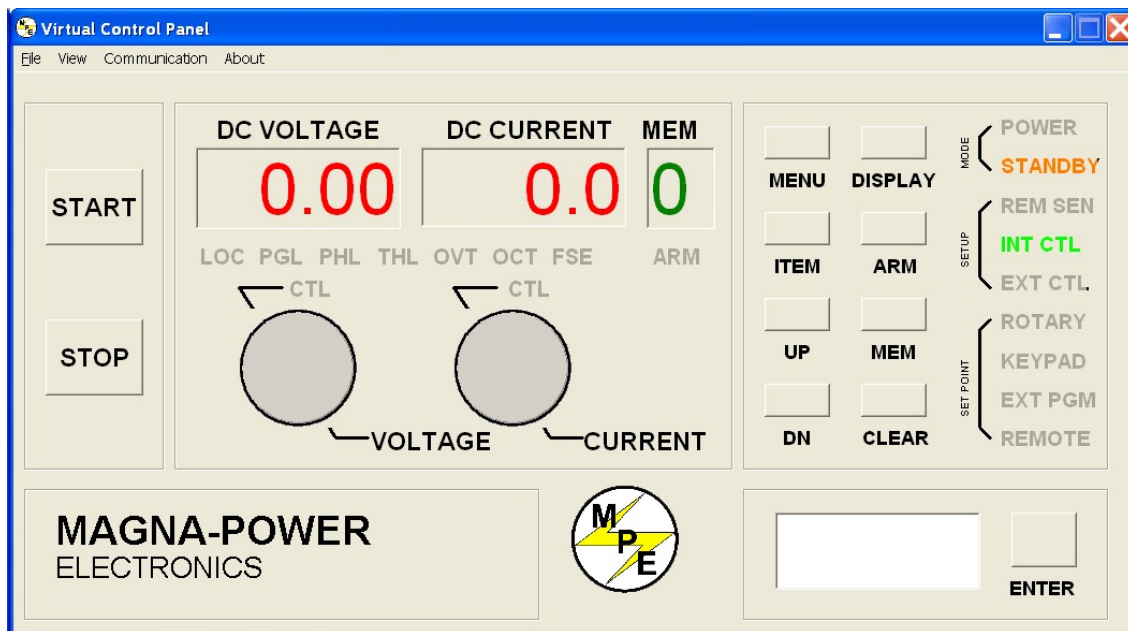 Virtual Control Panel
File View Communication About
START
STOP
DC VOLTAGE DC CURRENT MEM
0.00 0.0 0
LOC PGL PHL THL OVT OCT FSE ARM
CTL CTL
VOLTAGE CURRENT
MENU DISPLAY
ITEM ARM
UP MEM
DN CLEAR
MODE
POWER
STANDBY
SETUP
REM SEN
INT CTL
EXT CTL
SET POINT
ROTARY
KEYPAD
EXT PGM
REMOTE
MAGNA-POWER
ELECTRONICS
MPE
ENTER